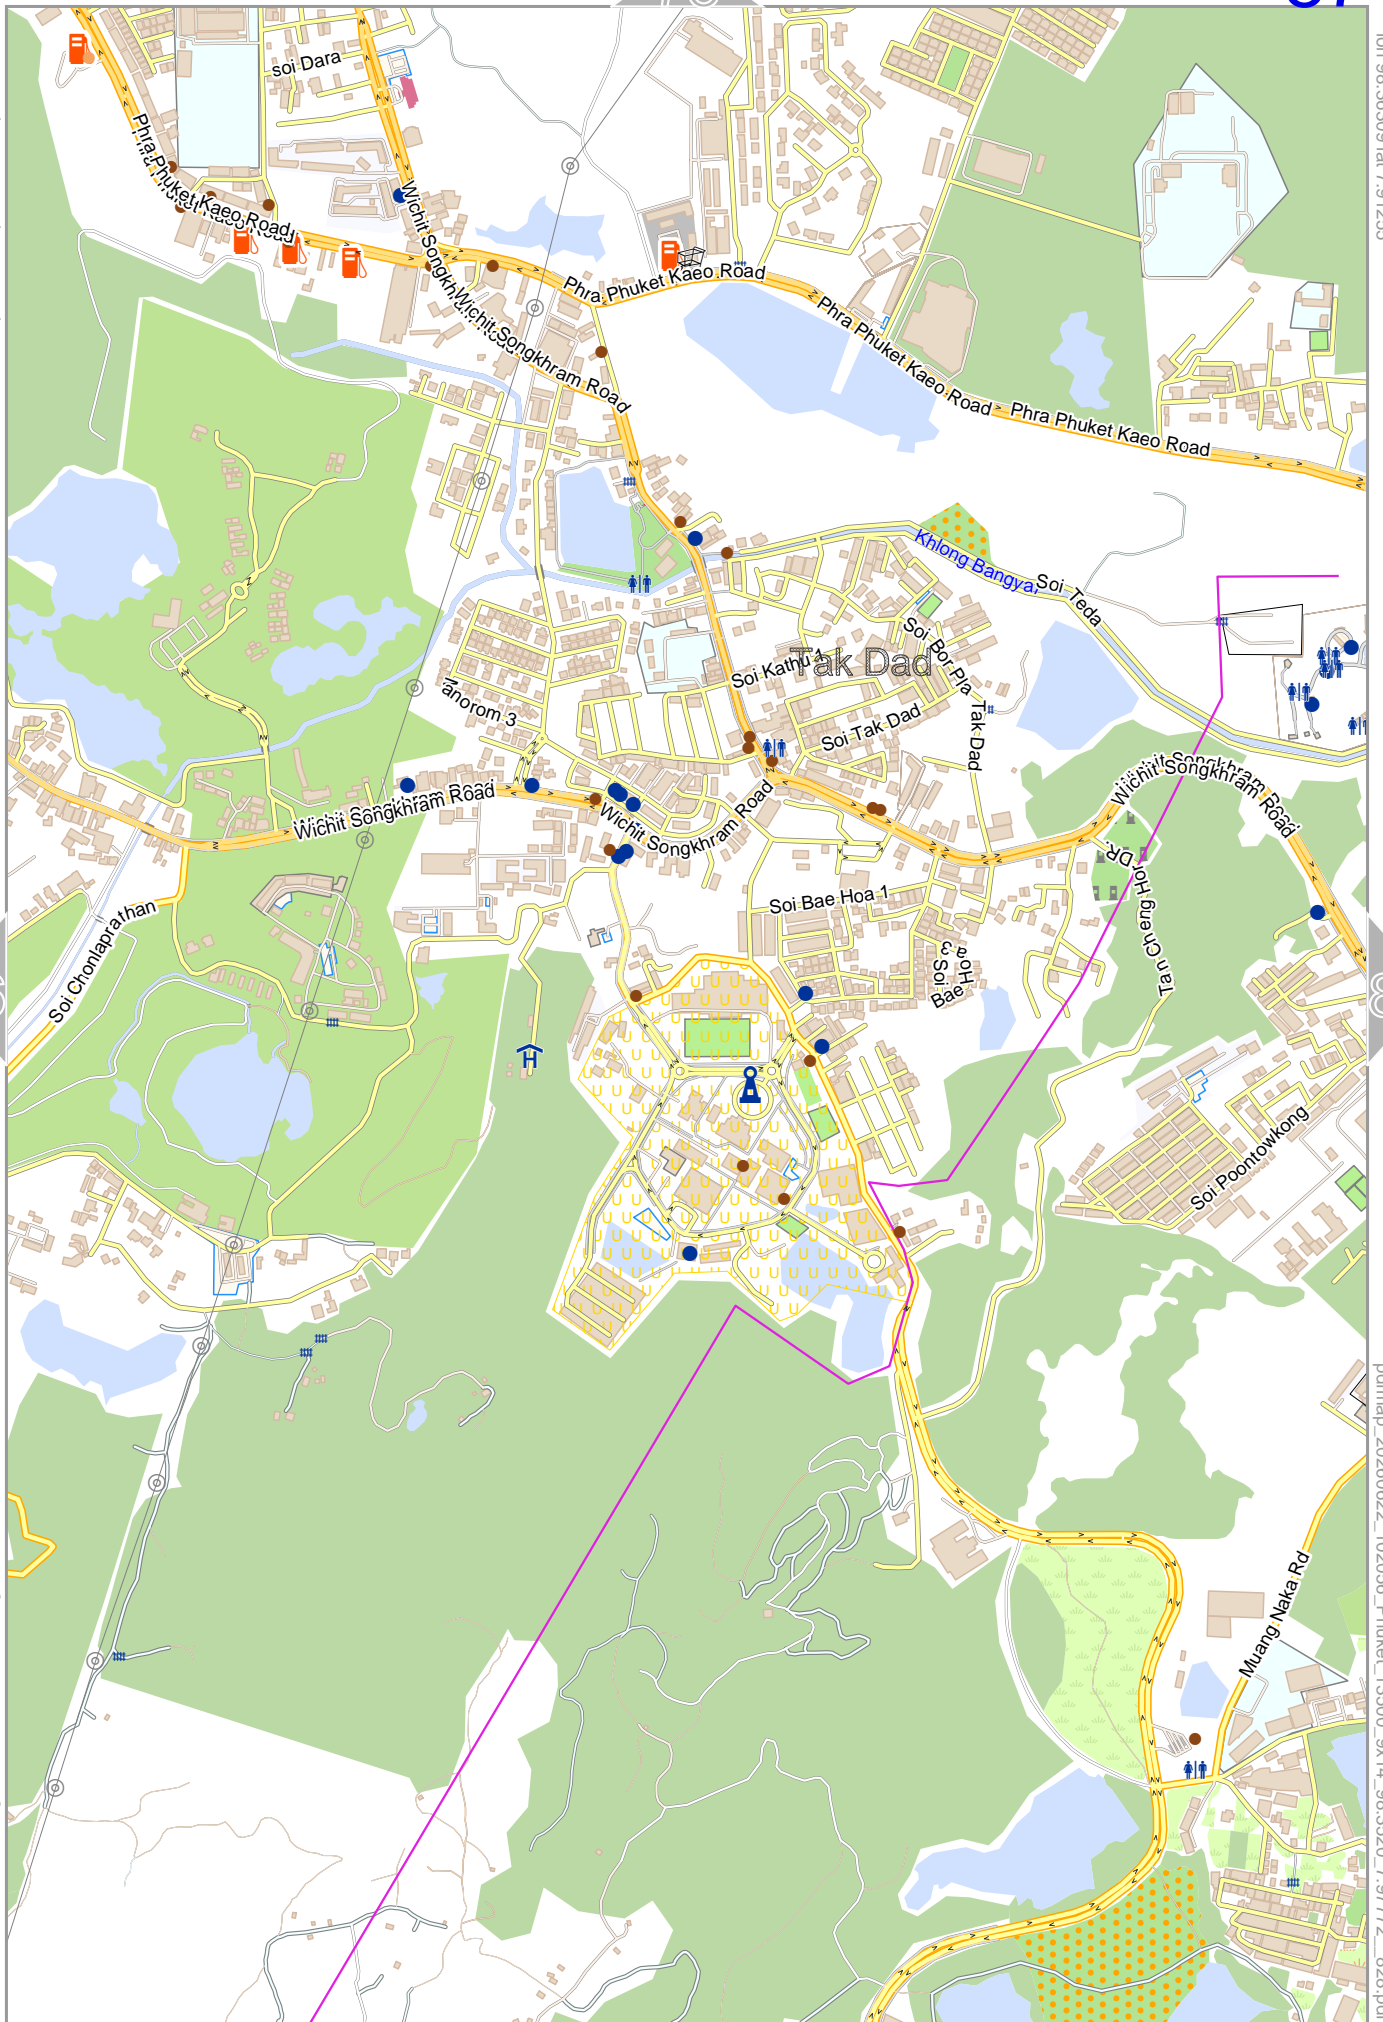 soi Dara
Phra Phuket Kaeo Road
Wichit Songkhram Road
Phra Phuket Kaeo Road
Phra Phuket Kaeo Road
Phra Phuket Kaeo Road
Wichit Songkhram Road
Khlong Bangyai
Soi Teda
Soi Bor Pla
Tak Dad
Soi Kathu 1
Soi Tak Dad
Tak Dad
Manorom 3
Wichit Songkhram Road
Wichit Songkhram Road
Wichit Songkhram Road
Soi Bae Hoa 1
Soi Bae Hoa 3
Tan Cheng Hor DR.
Soi Chonlaprathan
H
Soi Poontowkong
Muang Naka Rd